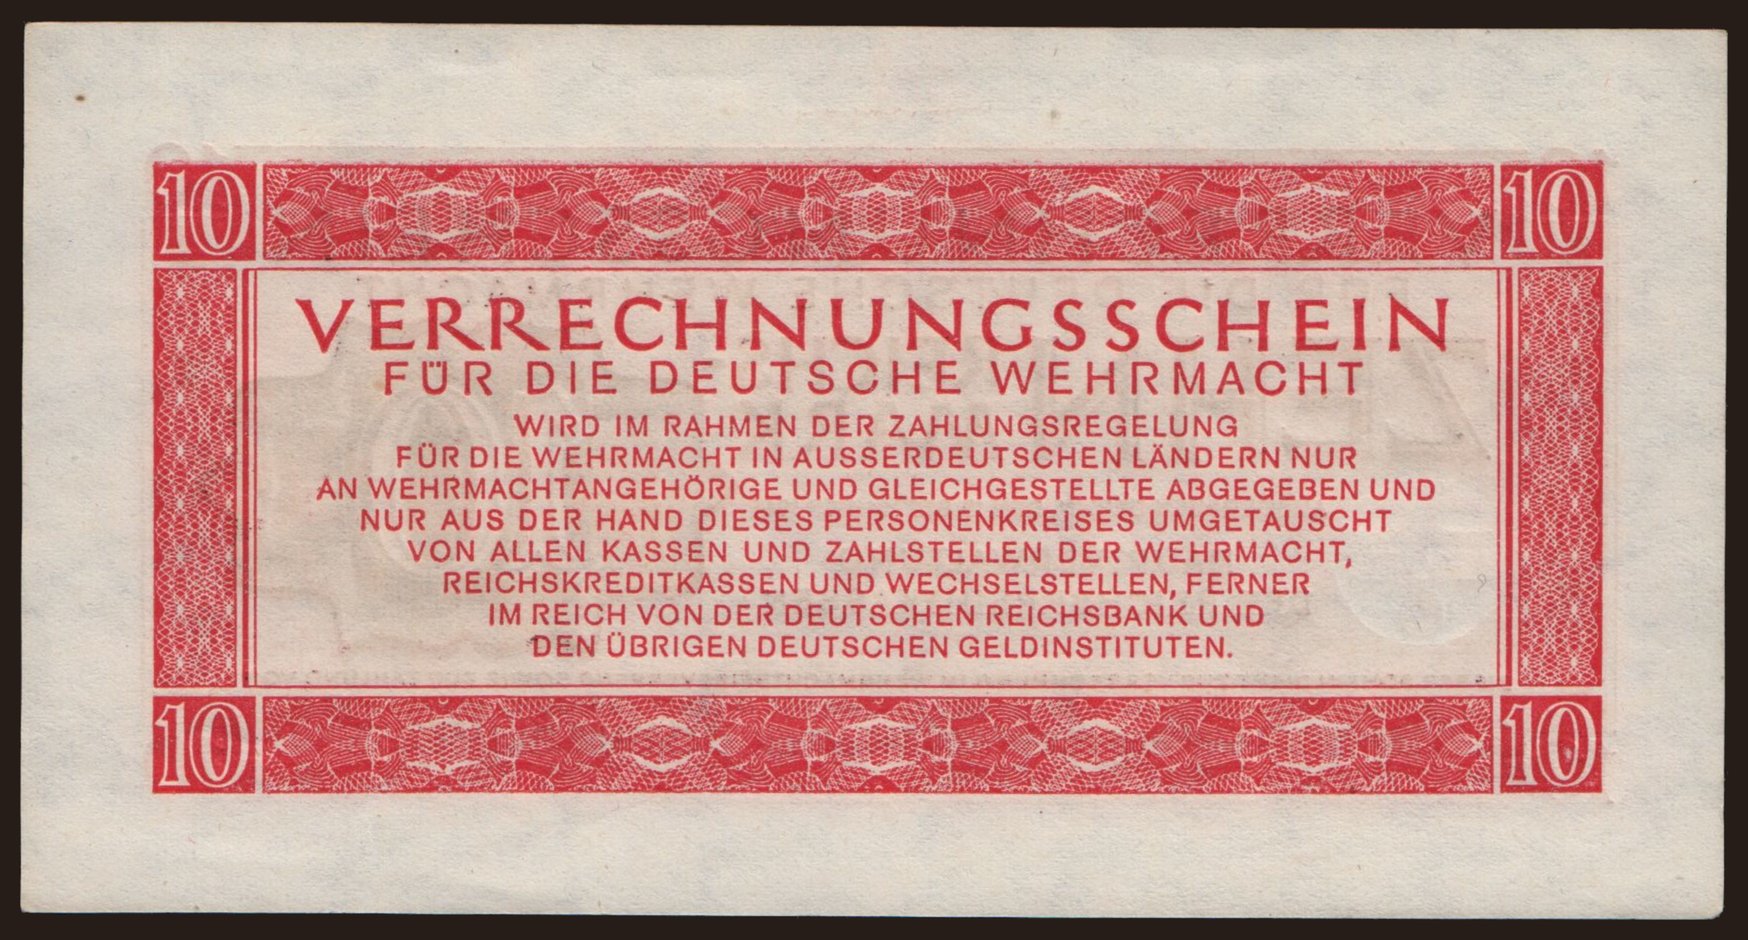 10 10
VERRECHNUNGSSCHEIN
FÜR DIE DEUTSCHE WEHRMACHT
WIRD IM RAHMEN DER ZAHLUNGSREGELUNG
FÜR DIE WEHRMACHT IN AUSSERDEUTSCHEN LÄNDERN NUR
AN WEHRMACHTANGEHÖRIGE UND GLEICHGESTELLTE ABGEGEBEN UND
NUR AUS DER HAND DIESES PERSONENKREISES UMGETAUSCHT
VON ALLEN KASSEN UND ZAHLSTELLEN DER WEHRMACHT,
REICHSKREDITKASSEN UND WECHSELSTELLEN, FERNER
IM REICH VON DER DEUTSCHEN REICHSBANK UND
DEN ÜBRIGEN DEUTSCHEN GELDINSTITUTEN.
10 10